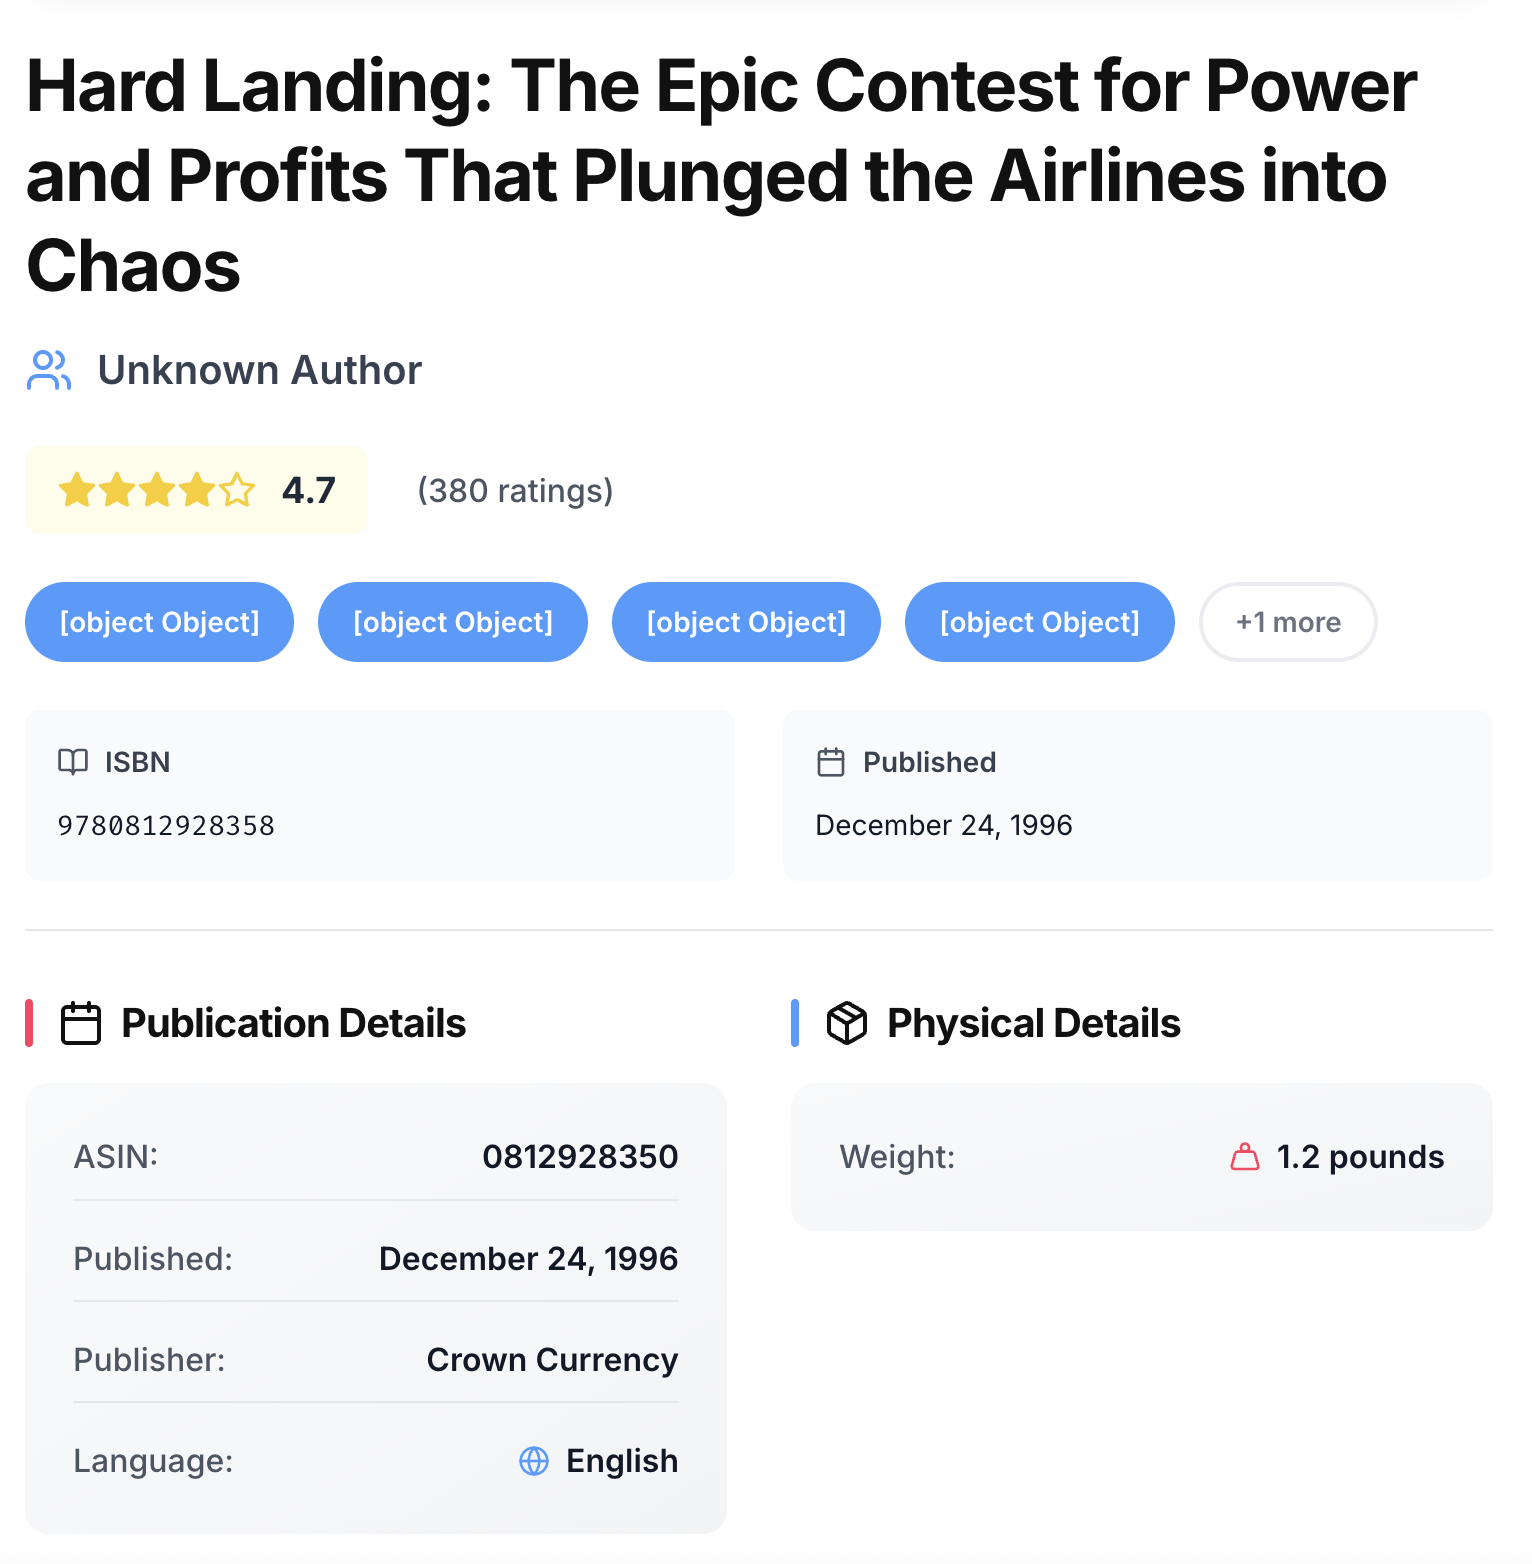 Hard Landing: The Epic Contest for Power
and Profits That Plunged the Airlines into
Chaos
Unknown Author
4.7 (380 ratings)
[object Object] [object Object] [object Object] [object Object] +1 more
ISBN
9780812928358
Published
December 24, 1996
Publication Details
ASIN: 0812928350
Published: December 24, 1996
Publisher: Crown Currency
Language: English
Physical Details
Weight: 1.2 pounds